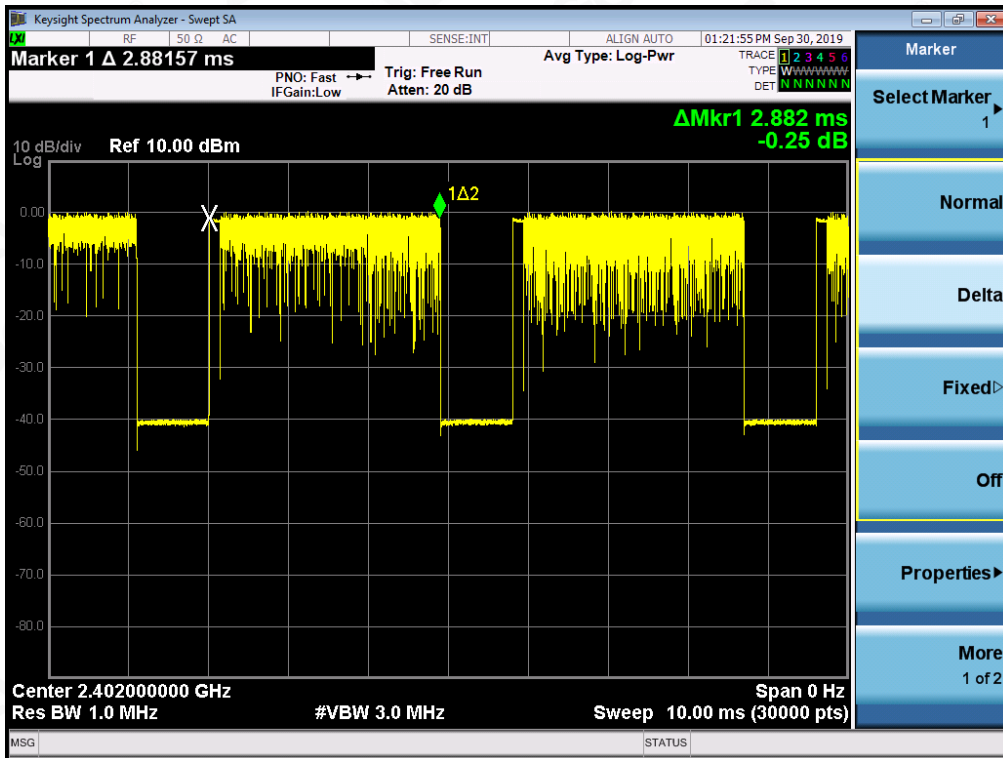 Keysight Spectrum Analyzer - Swept SA
LXI RF 50 Ω AC SENSE:INT ALIGN AUTO 01:21:55 PM Sep 30, 2019
Marker 1 Δ 2.88157 ms
PNO: Fast
IFGain:Low
Trig: Free Run
Atten: 20 dB
Avg Type: Log-Pwr
TRACE 1 2 3 4 5 6
TYPE W
DET N N N N N N
ΔMkr1 2.882 ms
-0.25 dB
10 dB/div Ref 10.00 dBm
Log
1Δ2
0.00
-10.0
-20.0
-30.0
-40.0
-50.0
-60.0
-70.0
-80.0
Center 2.402000000 GHz Span 0 Hz
Res BW 1.0 MHz #VBW 3.0 MHz Sweep 10.00 ms (30000 pts)
MSG STATUS
Marker
Select Marker
1
Normal
Delta
Fixed
Off
Properties
More
1 of 2